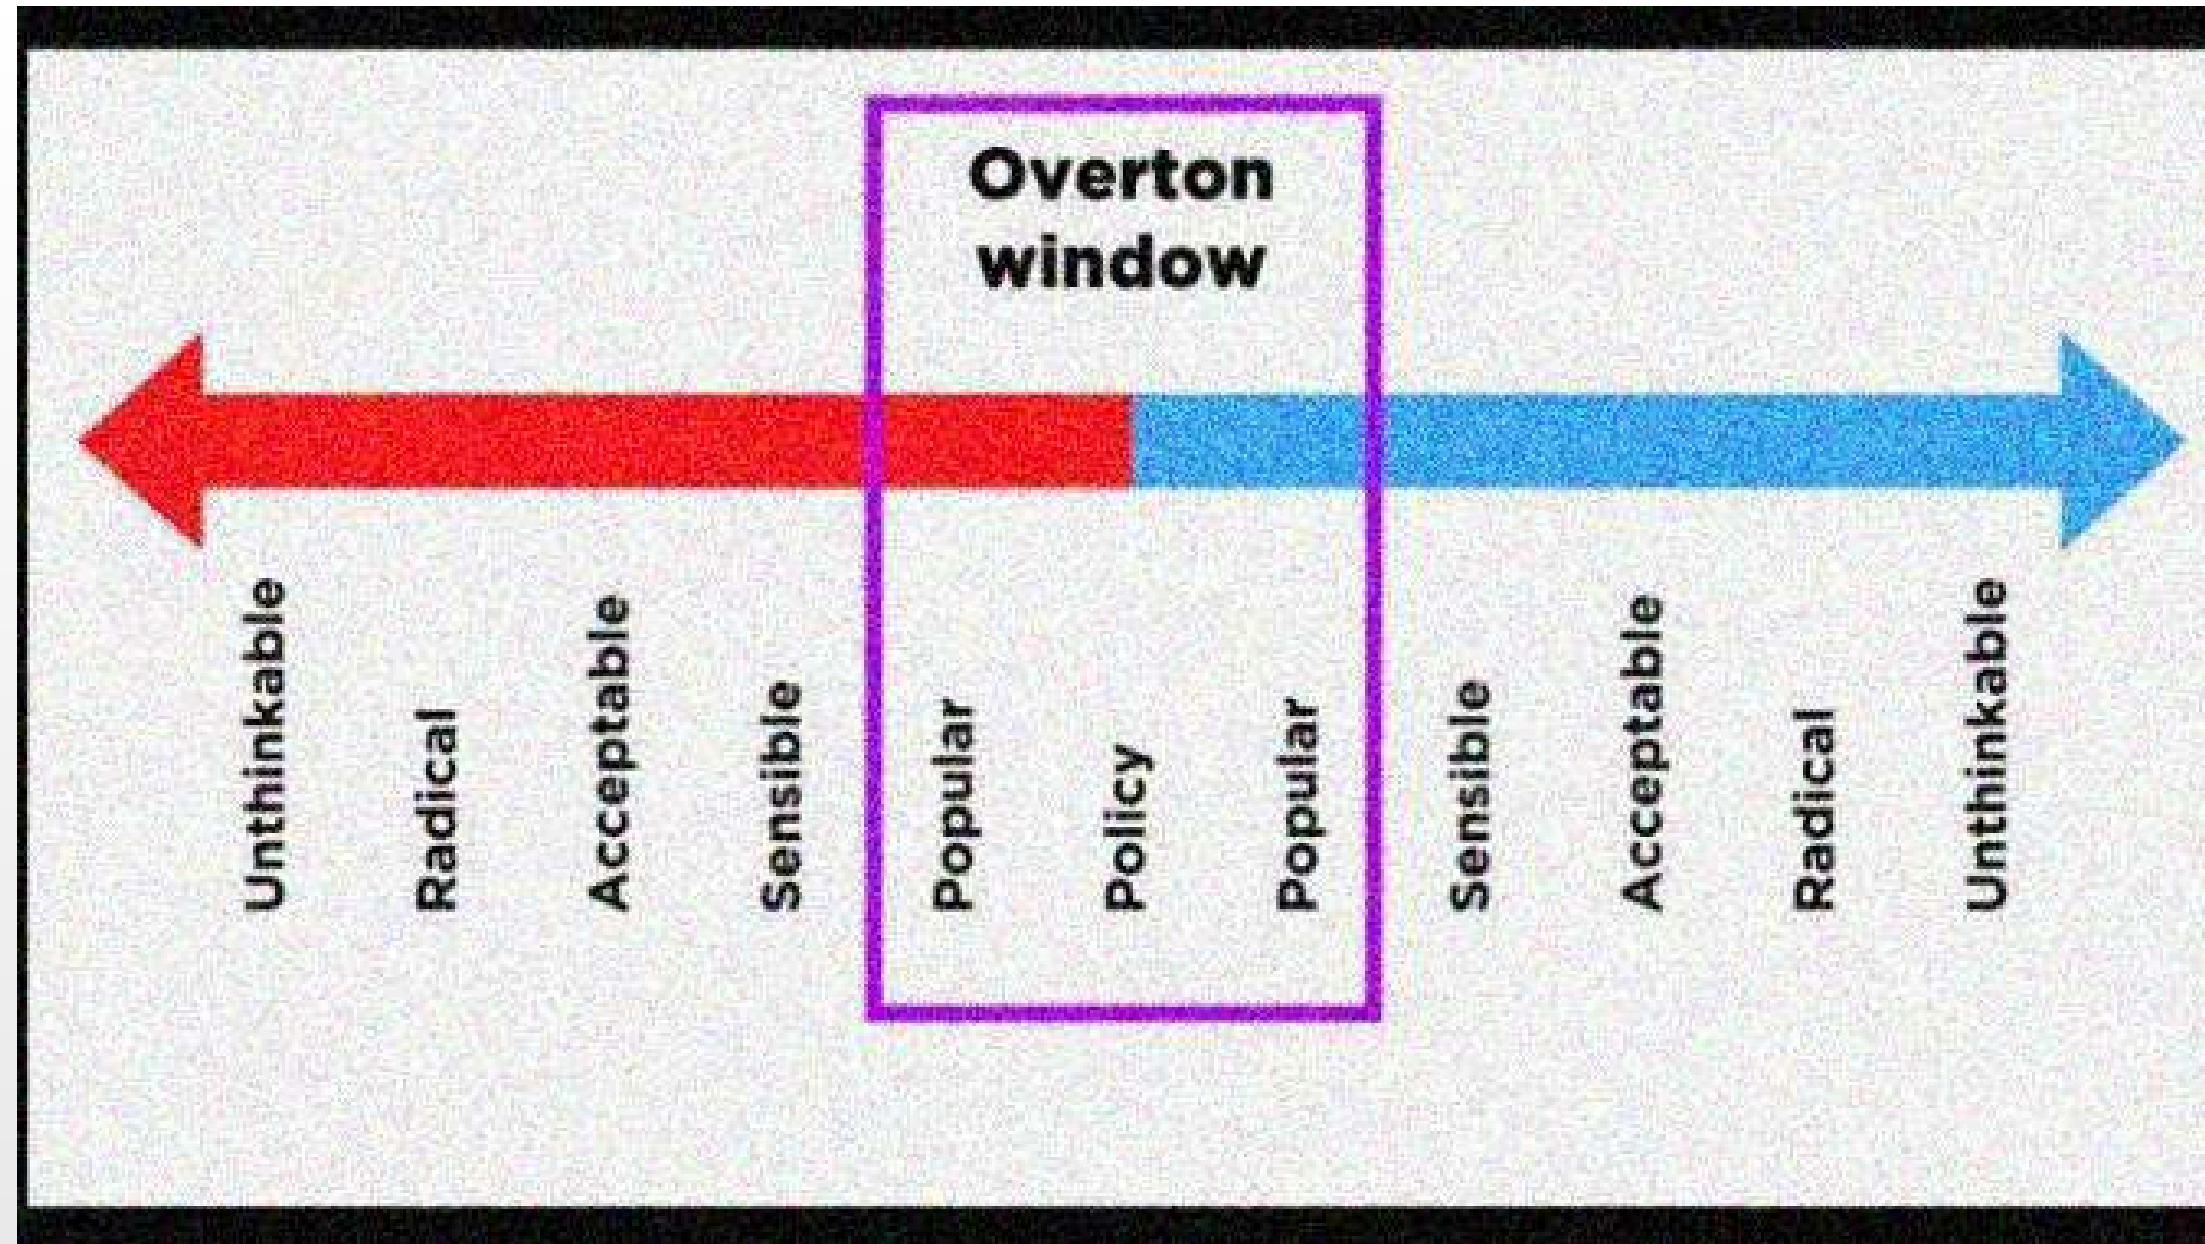 Overton
window
Unthinkable
Radical
Acceptable
Sensible
Popular
Policy
Popular
Sensible
Acceptable
Radical
Unthinkable